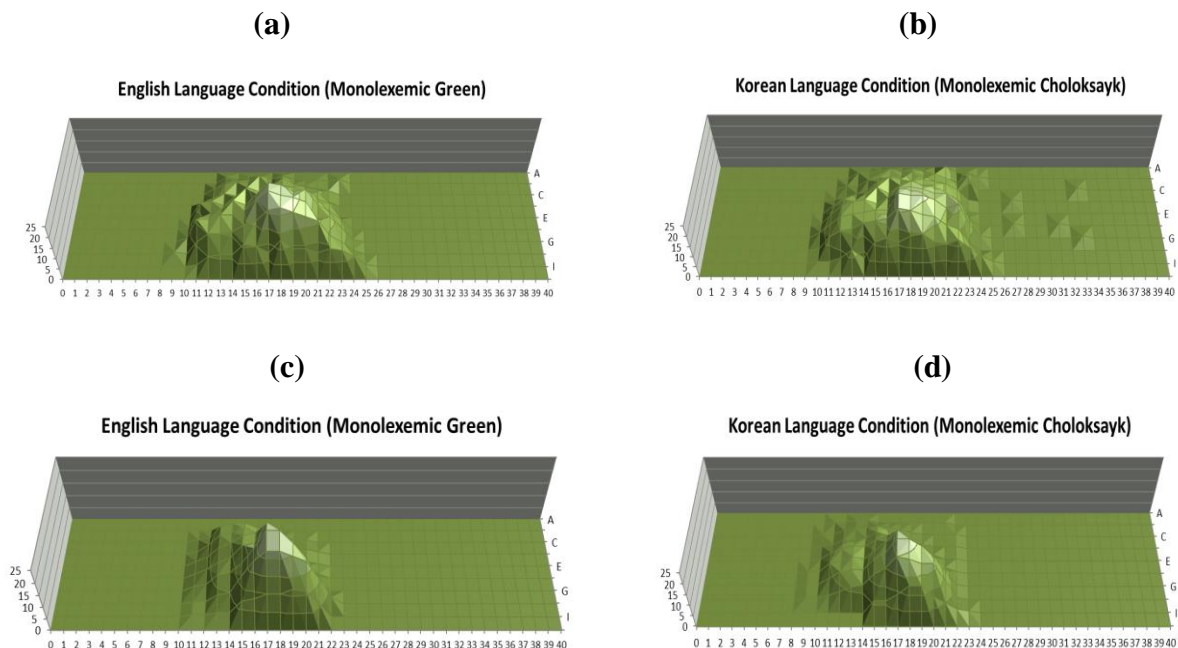 (a)
English Language Condition (Monolexemic Green)
A
C
E
G
I
25
20
15
10
5
0
0 1 2 3 4 5 6 7 8 9 10 11 12 13 14 15 16 17 18 19 20 21 22 23 24 25 26 27 28 29 30 31 32 33 34 35 36 37 38 39 40
(b)
Korean Language Condition (Monolexemic Choloksayk)
A
C
E
G
I
25
20
15
10
5
0
0 1 2 3 4 5 6 7 8 9 10 11 12 13 14 15 16 17 18 19 20 21 22 23 24 25 26 27 28 29 30 31 32 33 34 35 36 37 38 39 40
(c)
English Language Condition (Monolexemic Green)
A
C
E
G
I
25
20
15
10
5
0
0 1 2 3 4 5 6 7 8 9 10 11 12 13 14 15 16 17 18 19 20 21 22 23 24 25 26 27 28 29 30 31 32 33 34 35 36 37 38 39 40
(d)
Korean Language Condition (Monolexemic Choloksayk)
A
C
E
G
I
25
20
15
10
5
0
0 1 2 3 4 5 6 7 8 9 10 11 12 13 14 15 16 17 18 19 20 21 22 23 24 25 26 27 28 29 30 31 32 33 34 35 36 37 38 39 40